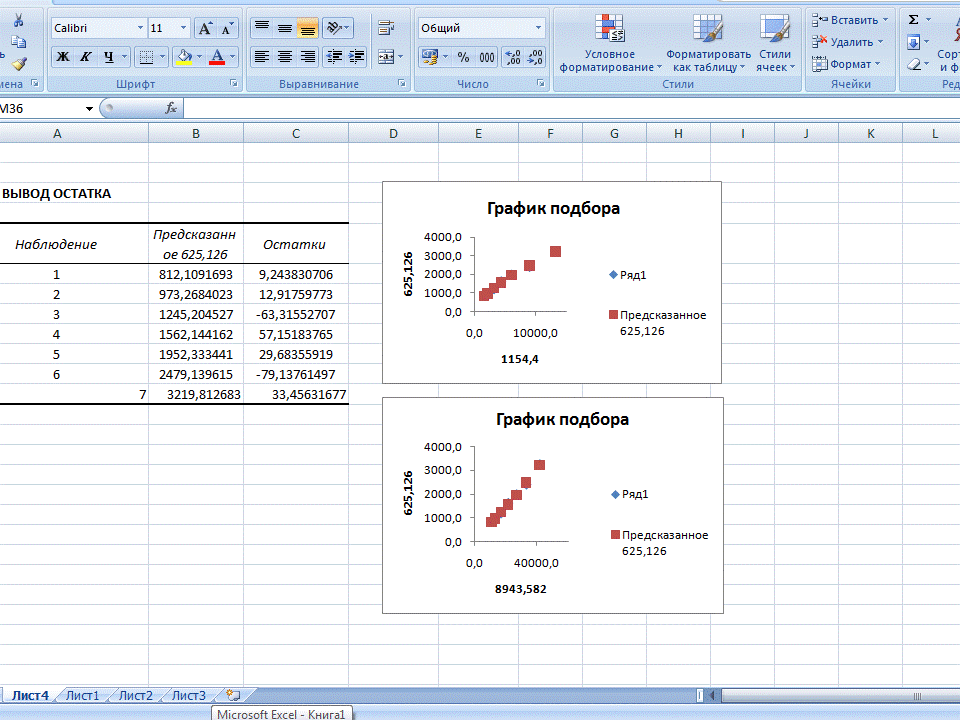 Calibri 11 Общий
Условное форматирование
Форматировать как таблицу
Стили ячеек
Вставить
Удалить
Формат
Σ
Ж К Ч А % 000
Шрифт Выравнивание Число Стили Ячейки
M36 fx
A B C D E F G H I J K L
ВЫВОД ОСТАТКА
Наблюдение Предсказанн ое 625,126 Остатки
1 812,1091693 9,243830706
2 973,2684023 12,91759773
3 1245,204527 -63,31552707
4 1562,144162 57,15183765
5 1952,333441 29,68355919
6 2479,139615 -79,13761497
7 3219,812683 33,45631677
График подбора
625,126
4000,0
3000,0
2000,0
1000,0
0,0
0,0 10000,0
1154,4
Ряд1
Предсказанное
625,126
График подбора
625,126
4000,0
3000,0
2000,0
1000,0
0,0
0,0 40000,0
8943,582
Ряд1
Предсказанное
625,126
Лист4 Лист1 Лист2 Лист3
Microsoft Excel - Книга1